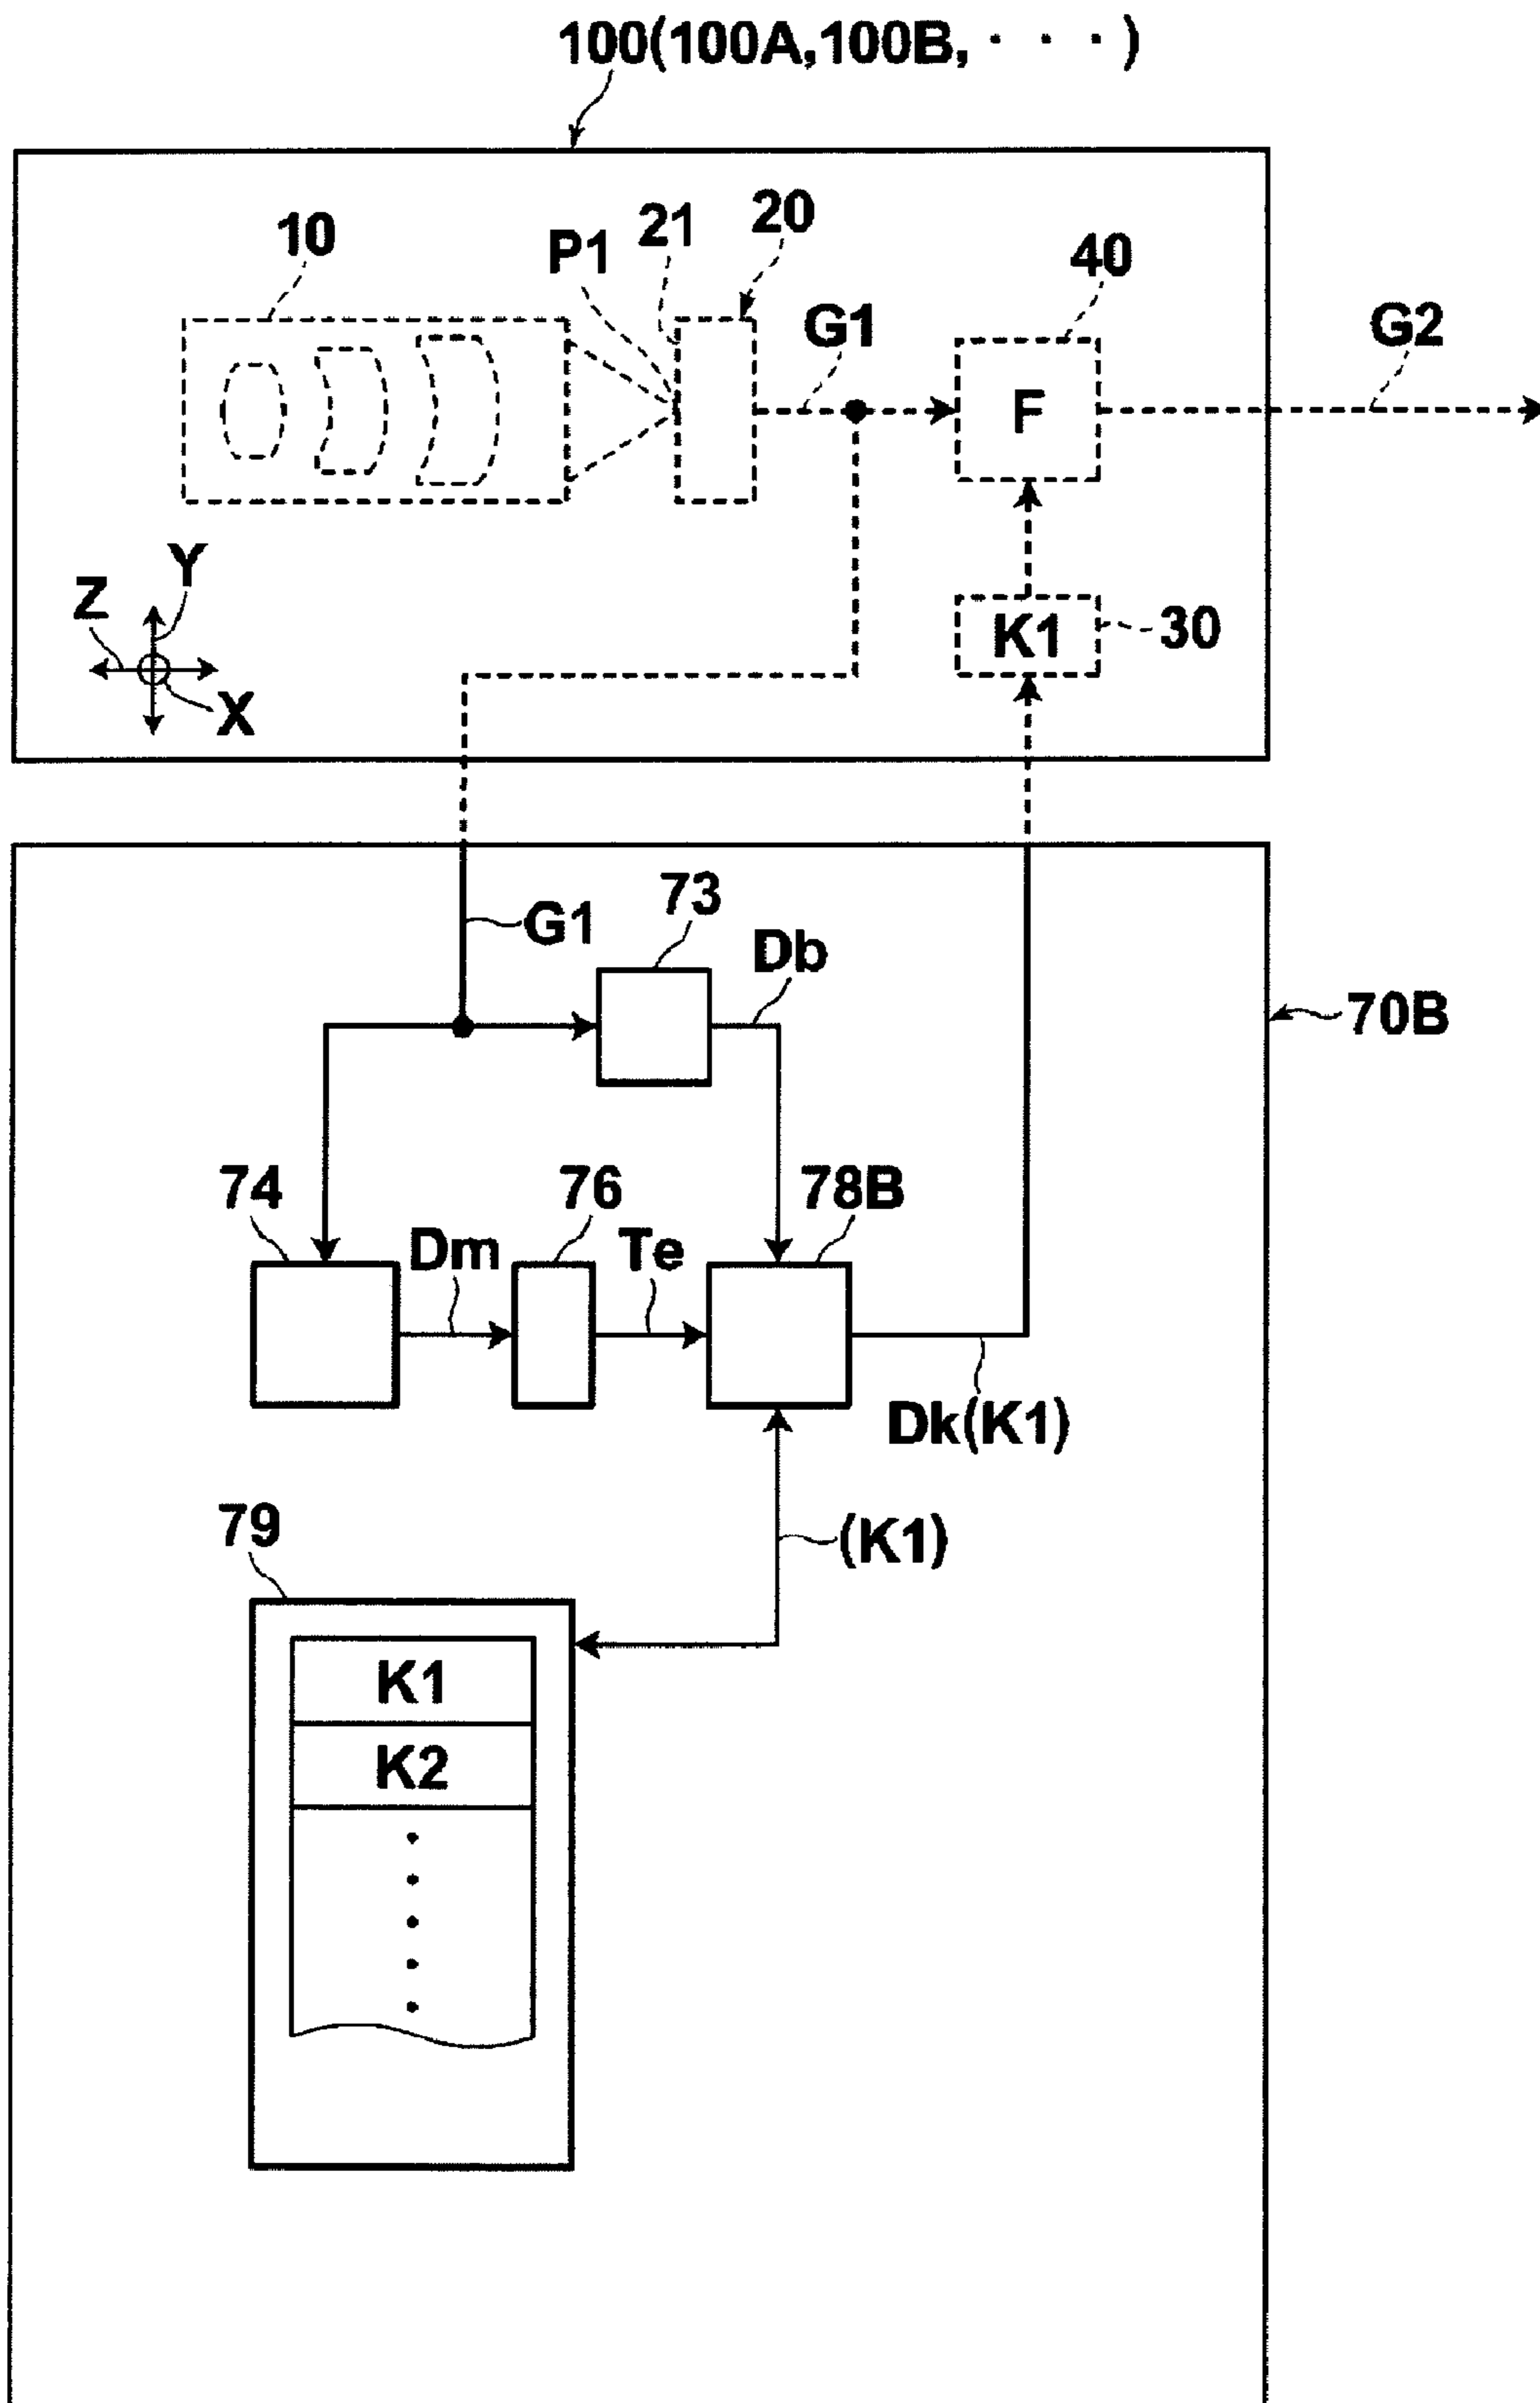 100(100A,100B, · · · )
10
P1
21
20
G1
40
G2
F
Y
Z
X
K1
30
G1
73
Db
70B
74
Dm
76
Te
78B
Dk(K1)
79
(K1)
K1
K2